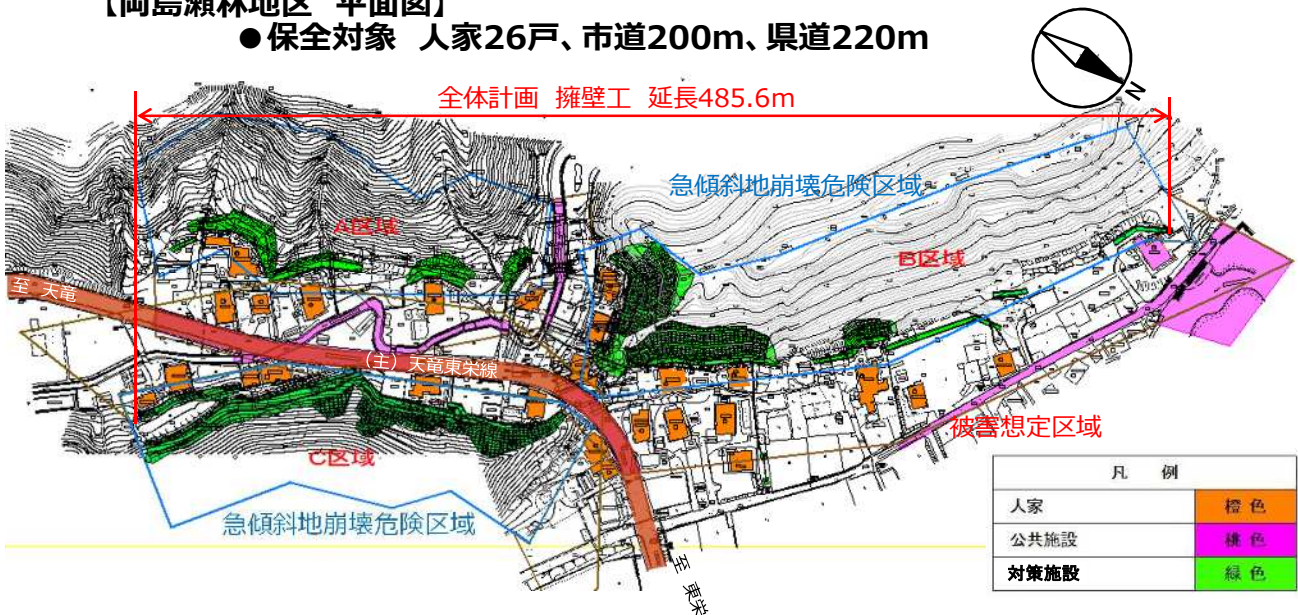 【両島瀬林地区 平面図】
●保全対象 人家26戸、市道200m、県道220m
N
全体計画 擁壁工 延長485.6m
急傾斜地崩壊危険区域
A区域
B区域
至 天竜
(主)天竜東栄線
被害想定区域
C区域
急傾斜地崩壊危険区域
至 東栄
凡 例
人家 橙色
公共施設 桃色
対策施設 緑色